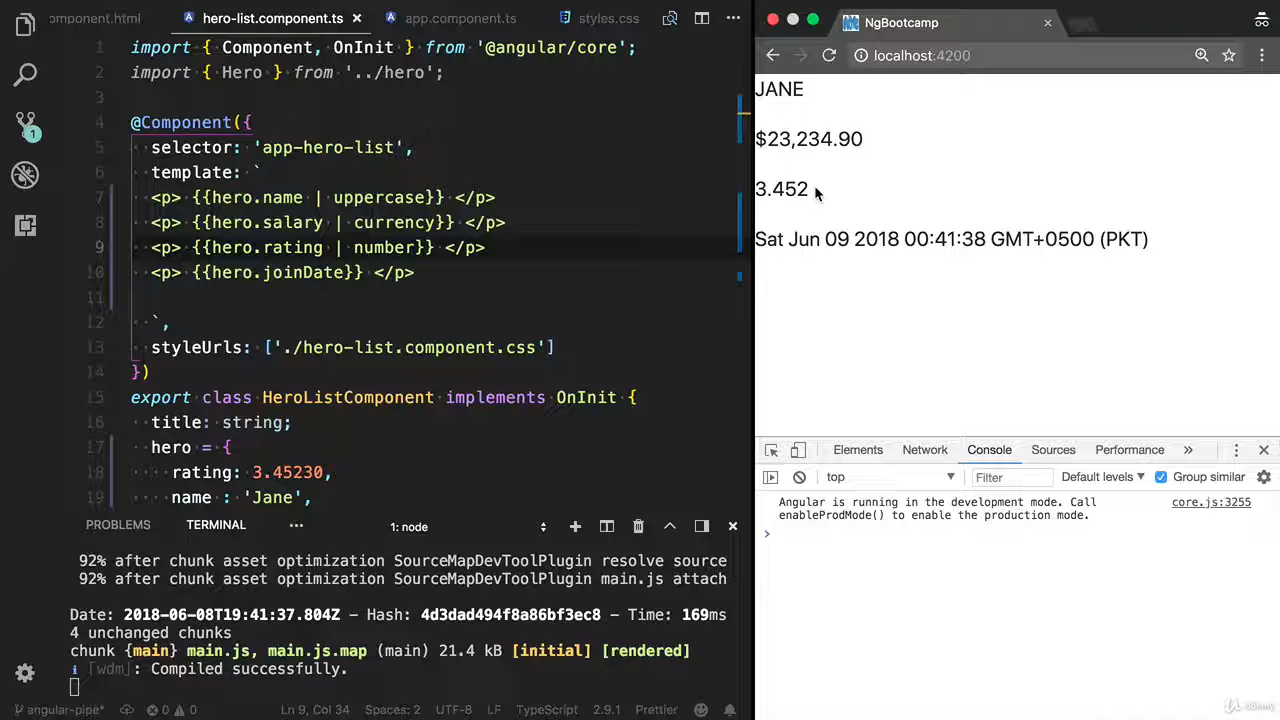 omponent.html
hero-list.component.ts
app.component.ts
styles.css
1 import { Component, OnInit } from '@angular/core';
2 import { Hero } from '../hero';
3
4 @Component({
5 selector: 'app-hero-list',
6 template: `
7 <p> {{hero.name | uppercase}} </p>
8 <p> {{hero.salary | currency}} </p>
9 <p> {{hero.rating | number}} </p>
10 <p> {{hero.joinDate}} </p>
11
12 `,
13 styleUrls: ['./hero-list.component.css']
14 })
15 export class HeroListComponent implements OnInit {
16 title: string;
17 hero = {
18 rating: 3.45230,
19 name : 'Jane',
1
PROBLEMS TERMINAL ··· 1: node
92% after chunk asset optimization SourceMapDevToolPlugin resolve source
92% after chunk asset optimization SourceMapDevToolPlugin main.js attach
Date: 2018-06-08T19:41:37.804Z - Hash: 4d3dad494f8a86bf3ec8 - Time: 169ms
4 unchanged chunks
chunk {main} main.js, main.js.map (main) 21.4 kB [initial] [rendered]
i ｢wdm｣: Compiled successfully.
angular-pipe* 0 0 Ln 9, Col 34 Spaces: 2 UTF-8 LF TypeScript 2.9.1 Prettier
NgBootcamp
localhost:4200
JANE
$23,234.90
3.452
Sat Jun 09 2018 00:41:38 GMT+0500 (PKT)
Elements Network Console Sources Performance »
top Filter Default levels Group similar
Angular is running in the development mode. Call core.js:3255
enableProdMode() to enable the production mode.
>
Udemy